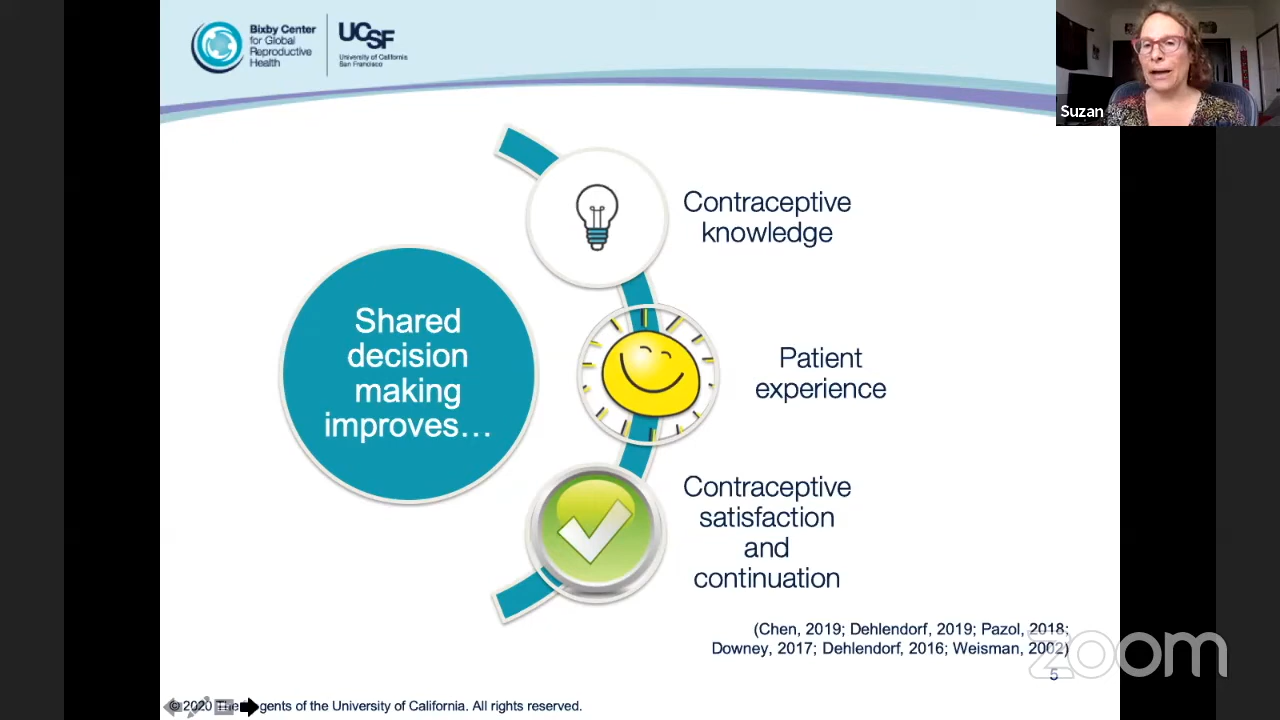 Bixby Center
for Global
Reproductive
Health
UCSF
University of California
San Francisco
Suzan
Contraceptive
knowledge
Shared
decision
making
improves…
Patient
experience
Contraceptive
satisfaction
and
continuation
(Chen, 2019; Dehlendorf, 2019; Pazol, 2018;
Downey, 2017; Dehlendorf, 2016; Weisman, 2002)
zoom
5
© 2020 The gents of the University of California. All rights reserved.